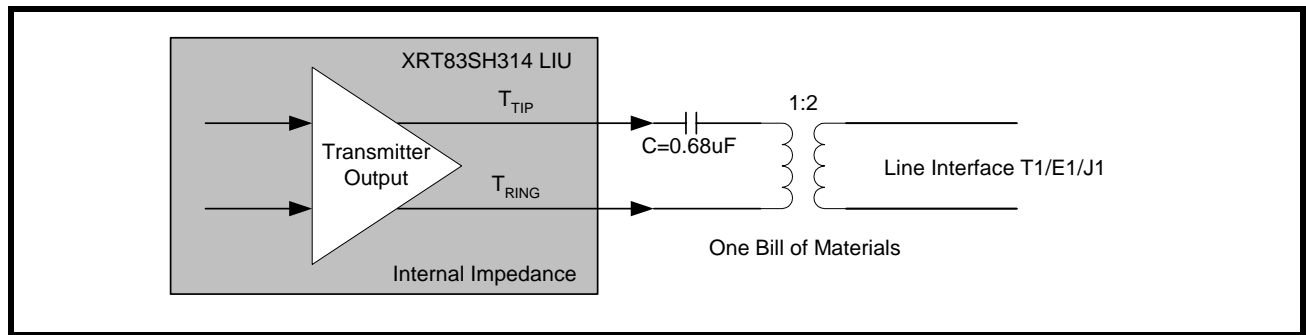 XRT83SH314 LIU
T_TIP
1:2
C=0.68uF
Transmitter
Output
Line Interface T1/E1/J1
T_RING
One Bill of Materials
Internal Impedance